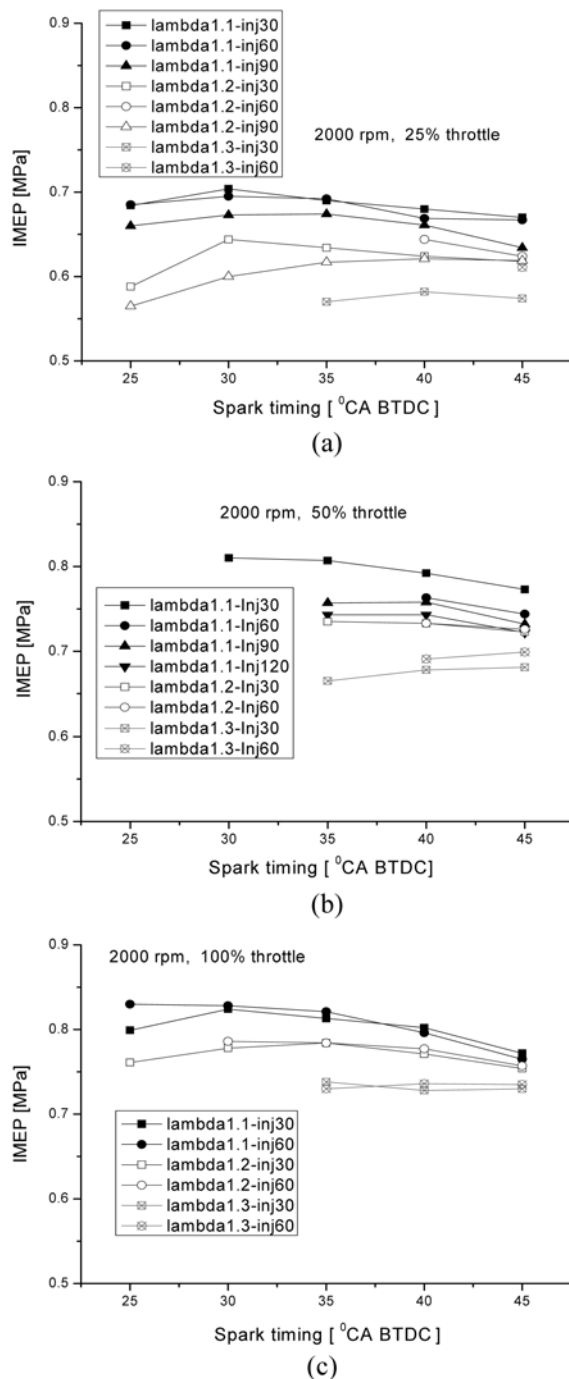 0.9
0.8
0.7
0.6
0.5
IMEP [MPa]
lambda1.1-inj30
lambda1.1-inj60
lambda1.1-inj90
lambda1.2-inj30
lambda1.2-inj60
lambda1.2-inj90
lambda1.3-inj30
lambda1.3-inj60
2000 rpm, 25% throttle
25 30 35 40 45
Spark timing [ ⁰CA BTDC]
(a)
0.9
0.8
0.7
0.6
0.5
IMEP [MPa]
2000 rpm, 50% throttle
lambda1.1-Inj30
lambda1.1-Inj60
lambda1.1-Inj90
lambda1.1-Inj120
lambda1.2-Inj30
lambda1.2-Inj60
lambda1.3-Inj30
lambda1.3-Inj60
25 30 35 40 45
Spark timing [ ⁰CA BTDC]
(b)
0.9
0.8
0.7
0.6
0.5
IMEP [MPa]
2000 rpm, 100% throttle
lambda1.1-inj30
lambda1.1-inj60
lambda1.2-inj30
lambda1.2-inj60
lambda1.3-inj30
lambda1.3-inj60
25 30 35 40 45
Spark timing [ ⁰CA BTDC]
(c)